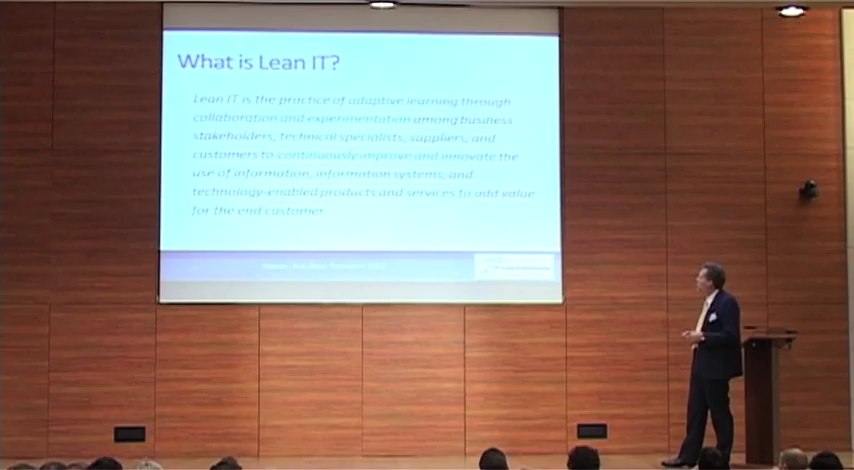 What is Lean IT?
Lean IT is the practice of adaptive learning through
collaboration and experimentation among business
stakeholders, technical specialists, suppliers, and
customers to continuously improve and innovate the
use of information, information systems, and
technology-enabled products and services to add value
for the end customer.